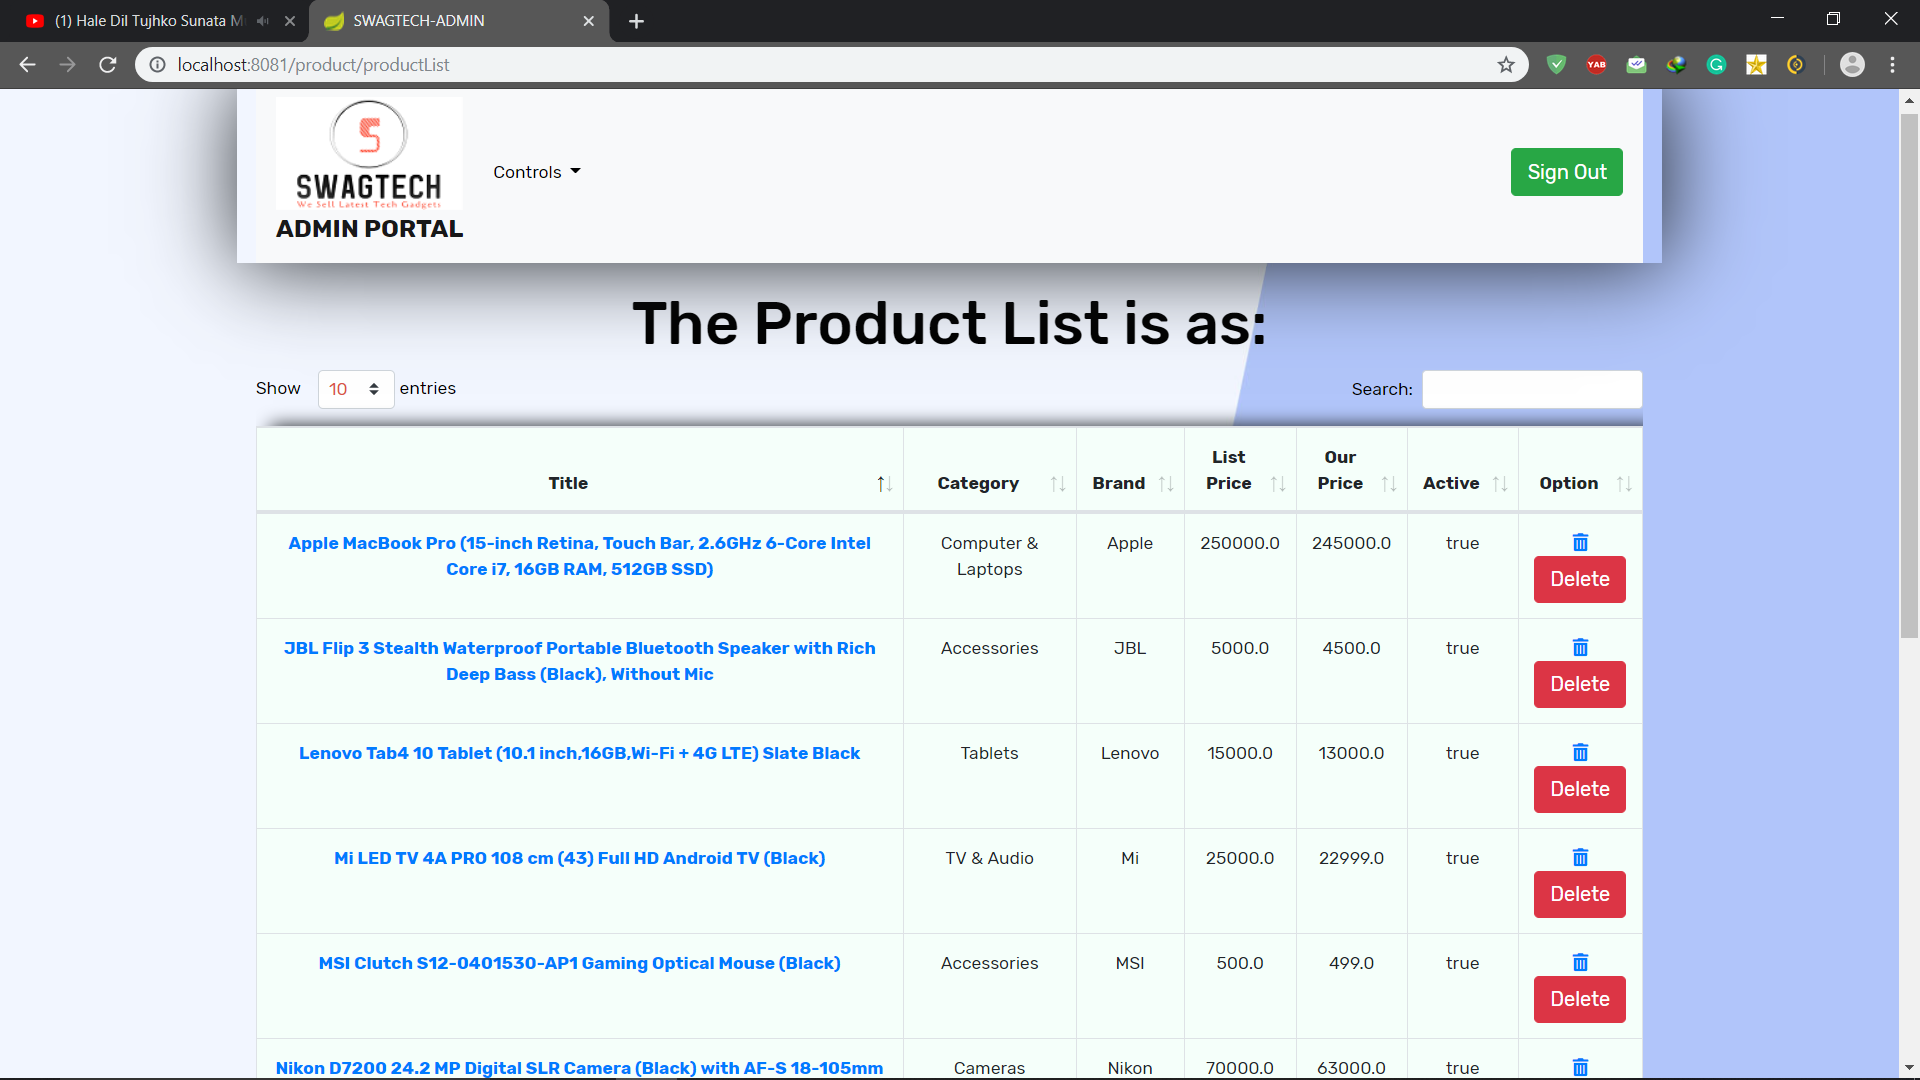 (1) Hale Dil Tujhko Sunata M
SWAGTECH-ADMIN
localhost:8081/product/productList
YAB
S
SWAGTECH
We Sell Latest Tech Gadgets
ADMIN PORTAL
Controls
Sign Out
The Product List is as:
Show 10 entries
Search:
Title Category Brand List Price Our Price Active Option
Apple MacBook Pro (15-inch Retina, Touch Bar, 2.6GHz 6-Core Intel Computer & Apple 250000.0 245000.0 true
Core i7, 16GB RAM, 512GB SSD) Laptops Delete
JBL Flip 3 Stealth Waterproof Portable Bluetooth Speaker with Rich Accessories JBL 5000.0 4500.0 true
Deep Bass (Black), Without Mic Delete
Lenovo Tab4 10 Tablet (10.1 inch,16GB,Wi-Fi + 4G LTE) Slate Black Tablets Lenovo 15000.0 13000.0 true
Delete
Mi LED TV 4A PRO 108 cm (43) Full HD Android TV (Black) TV & Audio Mi 25000.0 22999.0 true
Delete
MSI Clutch S12-0401530-AP1 Gaming Optical Mouse (Black) Accessories MSI 500.0 499.0 true
Delete
Nikon D7200 24.2 MP Digital SLR Camera (Black) with AF-S 18-105mm Cameras Nikon 70000.0 63000.0 true